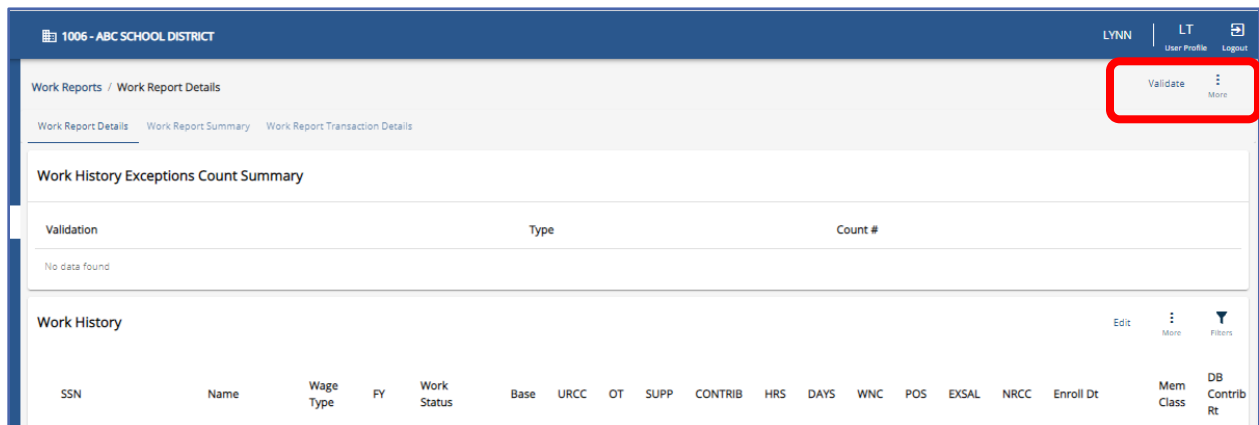 1006 - ABC SCHOOL DISTRICT LYNN LT
User Profile Logout
Work Reports / Work Report Details Validate
More
Work Report Details Work Report Summary Work Report Transaction Details
Work History Exceptions Count Summary
Validation Type Count #
No data found
Work History Edit
More Filters
SSN Name Wage Type FY Work Status Base URCC OT SUPP CONTRIB HRS DAYS WNC POS EXSAL NRCC Enroll Dt Mem Class DB Contrib Rt